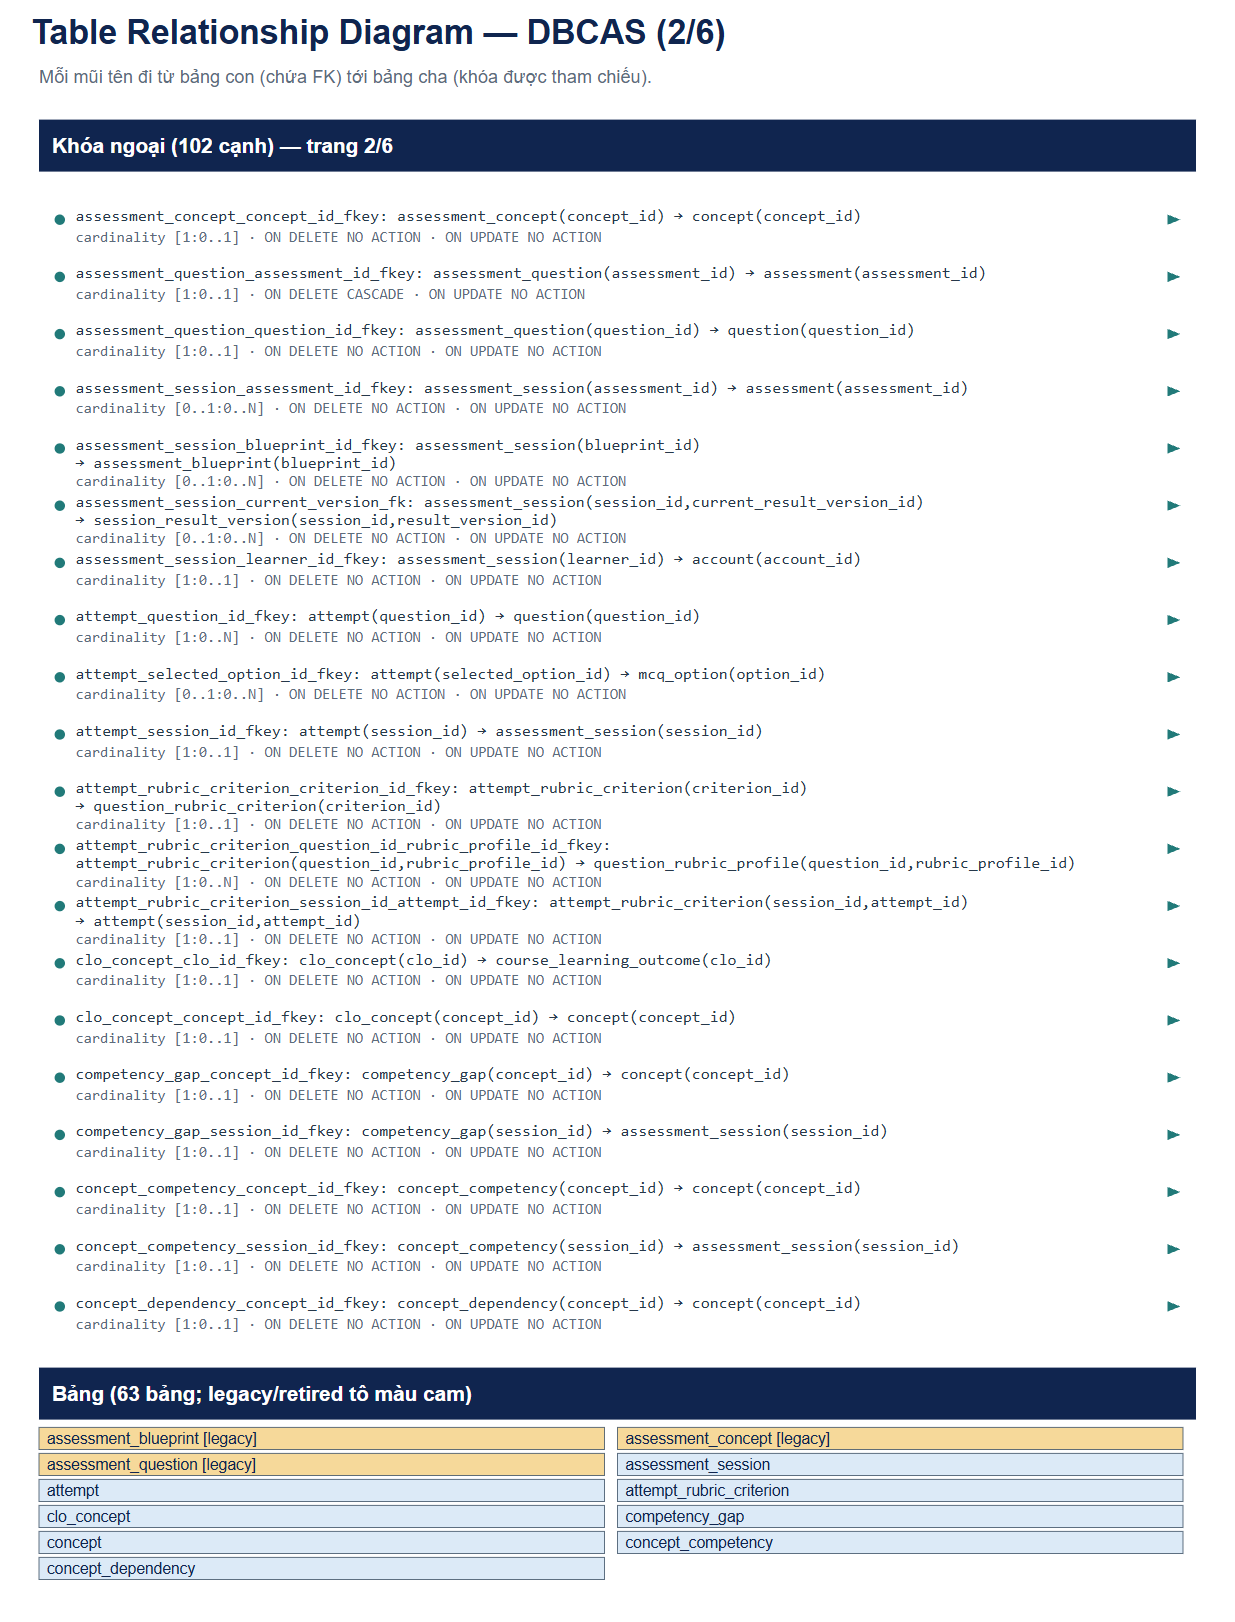 Table Relationship Diagram — DBCAS (2/6)
Mỗi mũi tên đi từ bảng con (chứa FK) tới bảng cha (khóa được tham chiếu).
Khóa ngoại (102 cạnh) — trang 2/6
assessment_concept_concept_id_fkey: assessment_concept(concept_id) → concept(concept_id)
cardinality [1:0..1] · ON DELETE NO ACTION · ON UPDATE NO ACTION
assessment_question_assessment_id_fkey: assessment_question(assessment_id) → assessment(assessment_id)
cardinality [1:0..1] · ON DELETE CASCADE · ON UPDATE NO ACTION
assessment_question_question_id_fkey: assessment_question(question_id) → question(question_id)
cardinality [1:0..1] · ON DELETE NO ACTION · ON UPDATE NO ACTION
assessment_session_assessment_id_fkey: assessment_session(assessment_id) → assessment(assessment_id)
cardinality [0..1:0..N] · ON DELETE NO ACTION · ON UPDATE NO ACTION
assessment_session_blueprint_id_fkey: assessment_session(blueprint_id)
→ assessment_blueprint(blueprint_id)
cardinality [0..1:0..N] · ON DELETE NO ACTION · ON UPDATE NO ACTION
assessment_session_current_version_fk: assessment_session(session_id,current_result_version_id)
→ session_result_version(session_id,result_version_id)
cardinality [0..1:0..N] · ON DELETE NO ACTION · ON UPDATE NO ACTION
assessment_session_learner_id_fkey: assessment_session(learner_id) → account(account_id)
cardinality [1:0..1] · ON DELETE NO ACTION · ON UPDATE NO ACTION
attempt_question_id_fkey: attempt(question_id) → question(question_id)
cardinality [1:0..N] · ON DELETE NO ACTION · ON UPDATE NO ACTION
attempt_selected_option_id_fkey: attempt(selected_option_id) → mcq_option(option_id)
cardinality [0..1:0..N] · ON DELETE NO ACTION · ON UPDATE NO ACTION
attempt_session_id_fkey: attempt(session_id) → assessment_session(session_id)
cardinality [1:0..1] · ON DELETE NO ACTION · ON UPDATE NO ACTION
attempt_rubric_criterion_criterion_id_fkey: attempt_rubric_criterion(criterion_id)
→ question_rubric_criterion(criterion_id)
cardinality [1:0..1] · ON DELETE NO ACTION · ON UPDATE NO ACTION
attempt_rubric_criterion_question_id_rubric_profile_id_fkey:
attempt_rubric_criterion(question_id,rubric_profile_id) → question_rubric_profile(question_id,rubric_profile_id)
cardinality [1:0..N] · ON DELETE NO ACTION · ON UPDATE NO ACTION
attempt_rubric_criterion_session_id_attempt_id_fkey: attempt_rubric_criterion(session_id,attempt_id)
→ attempt(session_id,attempt_id)
cardinality [1:0..1] · ON DELETE NO ACTION · ON UPDATE NO ACTION
clo_concept_clo_id_fkey: clo_concept(clo_id) → course_learning_outcome(clo_id)
cardinality [1:0..1] · ON DELETE NO ACTION · ON UPDATE NO ACTION
clo_concept_concept_id_fkey: clo_concept(concept_id) → concept(concept_id)
cardinality [1:0..1] · ON DELETE NO ACTION · ON UPDATE NO ACTION
competency_gap_concept_id_fkey: competency_gap(concept_id) → concept(concept_id)
cardinality [1:0..1] · ON DELETE NO ACTION · ON UPDATE NO ACTION
competency_gap_session_id_fkey: competency_gap(session_id) → assessment_session(session_id)
cardinality [1:0..1] · ON DELETE NO ACTION · ON UPDATE NO ACTION
concept_competency_concept_id_fkey: concept_competency(concept_id) → concept(concept_id)
cardinality [1:0..1] · ON DELETE NO ACTION · ON UPDATE NO ACTION
concept_competency_session_id_fkey: concept_competency(session_id) → assessment_session(session_id)
cardinality [1:0..1] · ON DELETE NO ACTION · ON UPDATE NO ACTION
concept_dependency_concept_id_fkey: concept_dependency(concept_id) → concept(concept_id)
cardinality [1:0..1] · ON DELETE NO ACTION · ON UPDATE NO ACTION
Bảng (63 bảng; legacy/retired tô màu cam)
assessment_blueprint [legacy]
assessment_concept [legacy]
assessment_question [legacy]
assessment_session
attempt
attempt_rubric_criterion
clo_concept
competency_gap
concept
concept_competency
concept_dependency